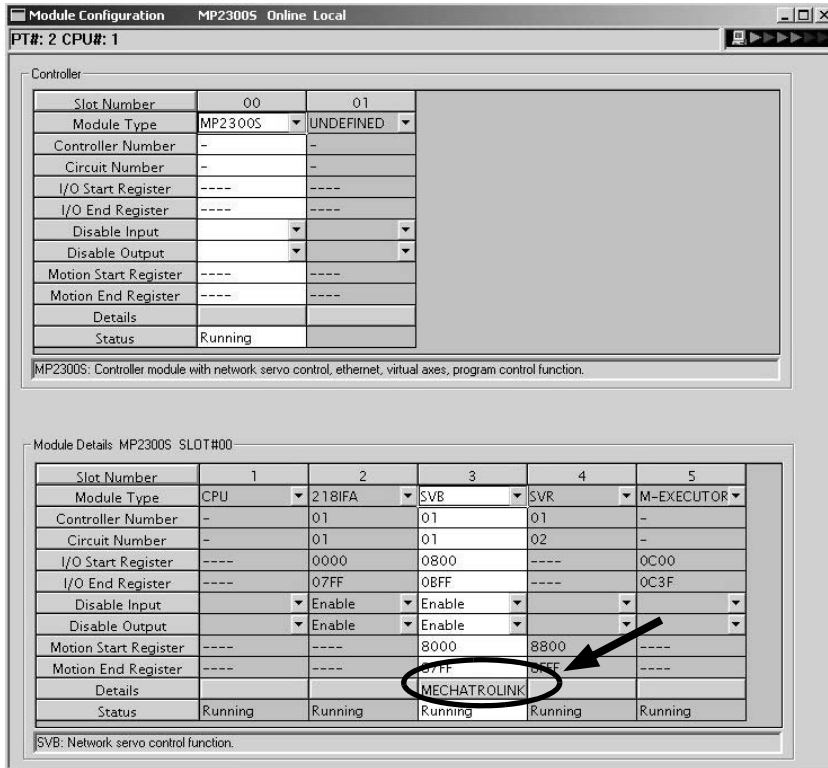 Module Configuration MP2300S Online Local
PT#: 2 CPU#: 1
Controller
Slot Number 00 01
Module Type MP2300S UNDEFINED
Controller Number - -
Circuit Number - -
I/O Start Register ---- ----
I/O End Register ---- ----
Disable Input
Disable Output
Motion Start Register ---- ----
Motion End Register ---- ----
Details
Status Running
MP2300S: Controller module with network servo control, ethernet, virtual axes, program control function.
Module Details MP2300S SLOT#00
Slot Number 1 2 3 4 5
Module Type CPU 218IFA SVB SVR M-EXECUTOR
Controller Number - 01 01 01 -
Circuit Number - 01 01 02 -
I/O Start Register ---- 0000 0800 ---- 0C00
I/O End Register ---- 07FF 0BFF ---- 0C3F
Disable Input Enable Enable
Disable Output Enable Enable
Motion Start Register ---- ---- 8000 8800 ----
Motion End Register ---- ---- 87FF 8FFF ----
Details MECHATROLINK
Status Running Running Running Running Running
SVB: Network servo control function.